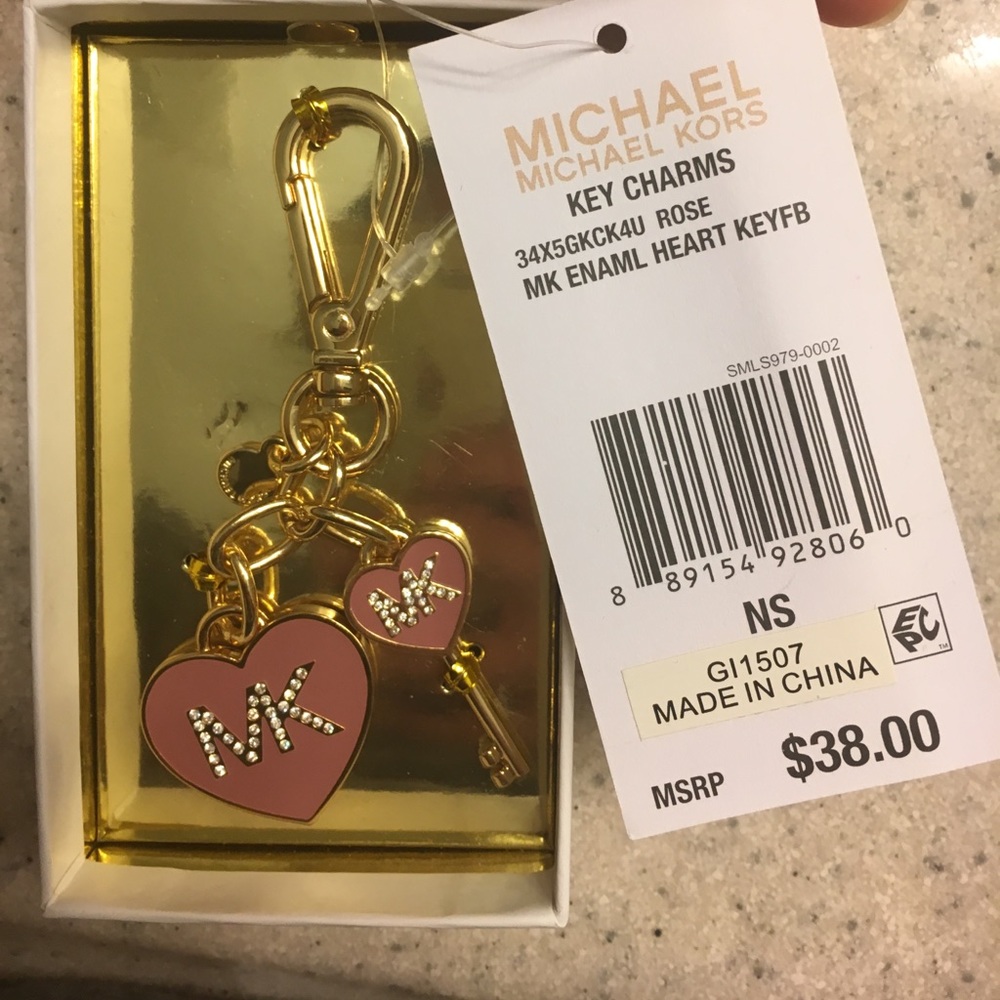 MICHAEL
MICHAEL KORS
KEY CHARMS
34X5GKCK4U ROSE
MK ENAML HEART KEYFB
SMLS979-0002
8 89154 92806 0
NS
EPC
TM
GI1507
MADE IN CHINA
MSRP $38.00
MK
MK